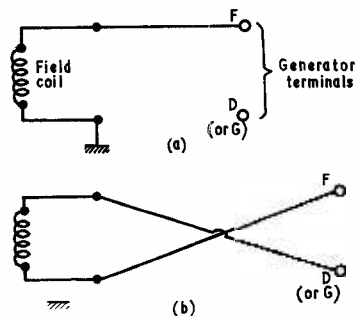 F
Field
coil
Generator
terminals
D
(or G)
(a)
F
D
(or G)
(b)